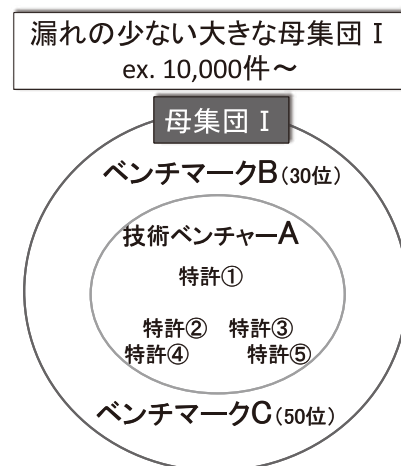 漏れの少ない大きな母集団Ⅰ
ex. 10,000件～
母集団Ⅰ
ベンチマークB（30位）
技術ベンチャーA
特許①
特許② 特許③
特許④ 特許⑤
ベンチマークC（50位）